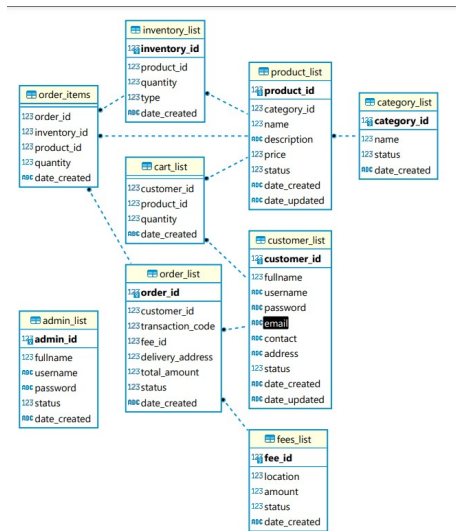 inventory_list
123 inventory_id
123 product_id
123 quantity
123 type
ABC date_created
order_items
123 order_id
123 inventory_id
123 product_id
123 quantity
ABC date_created
product_list
123 product_id
123 category_id
123 name
ABC description
123 price
123 status
ABC date_created
ABC date_updated
category_list
123 category_id
123 name
123 status
ABC date_created
cart_list
123 customer_id
123 product_id
123 quantity
ABC date_created
customer_list
123 customer_id
123 fullname
ABC username
ABC password
ABC email
ABC contact
ABC address
123 status
ABC date_created
ABC date_updated
order_list
123 order_id
123 customer_id
123 transaction_code
123 fee_id
123 delivery_address
123 total_amount
123 status
ABC date_created
admin_list
123 admin_id
123 fullname
ABC username
ABC password
123 status
ABC date_created
fees_list
123 fee_id
123 location
123 amount
123 status
ABC date_created